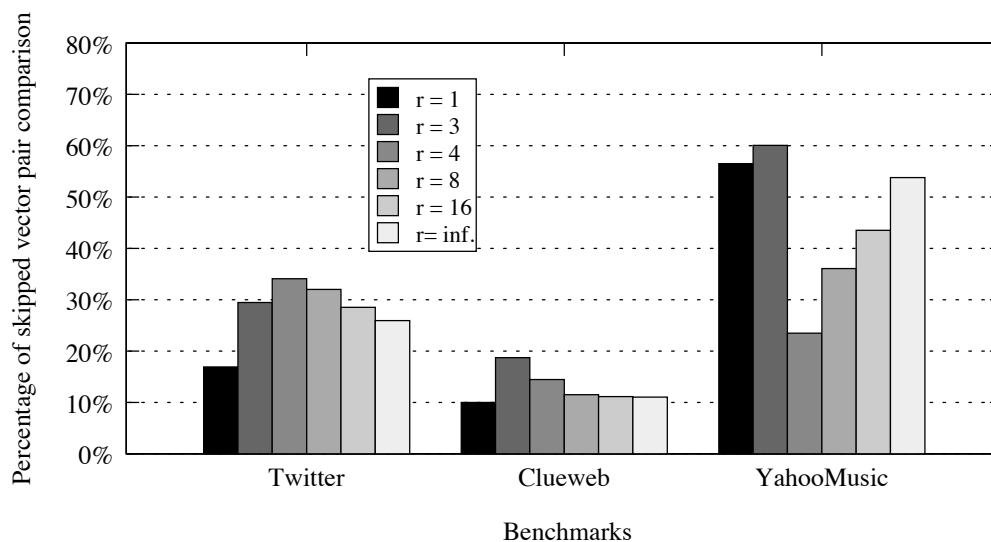 Percentage of skipped vector pair comparison
80%
70%
60%
50%
40%
30%
20%
10%
0%
r = 1
r = 3
r = 4
r = 8
r = 16
r= inf.
Twitter
Clueweb
YahooMusic
Benchmarks